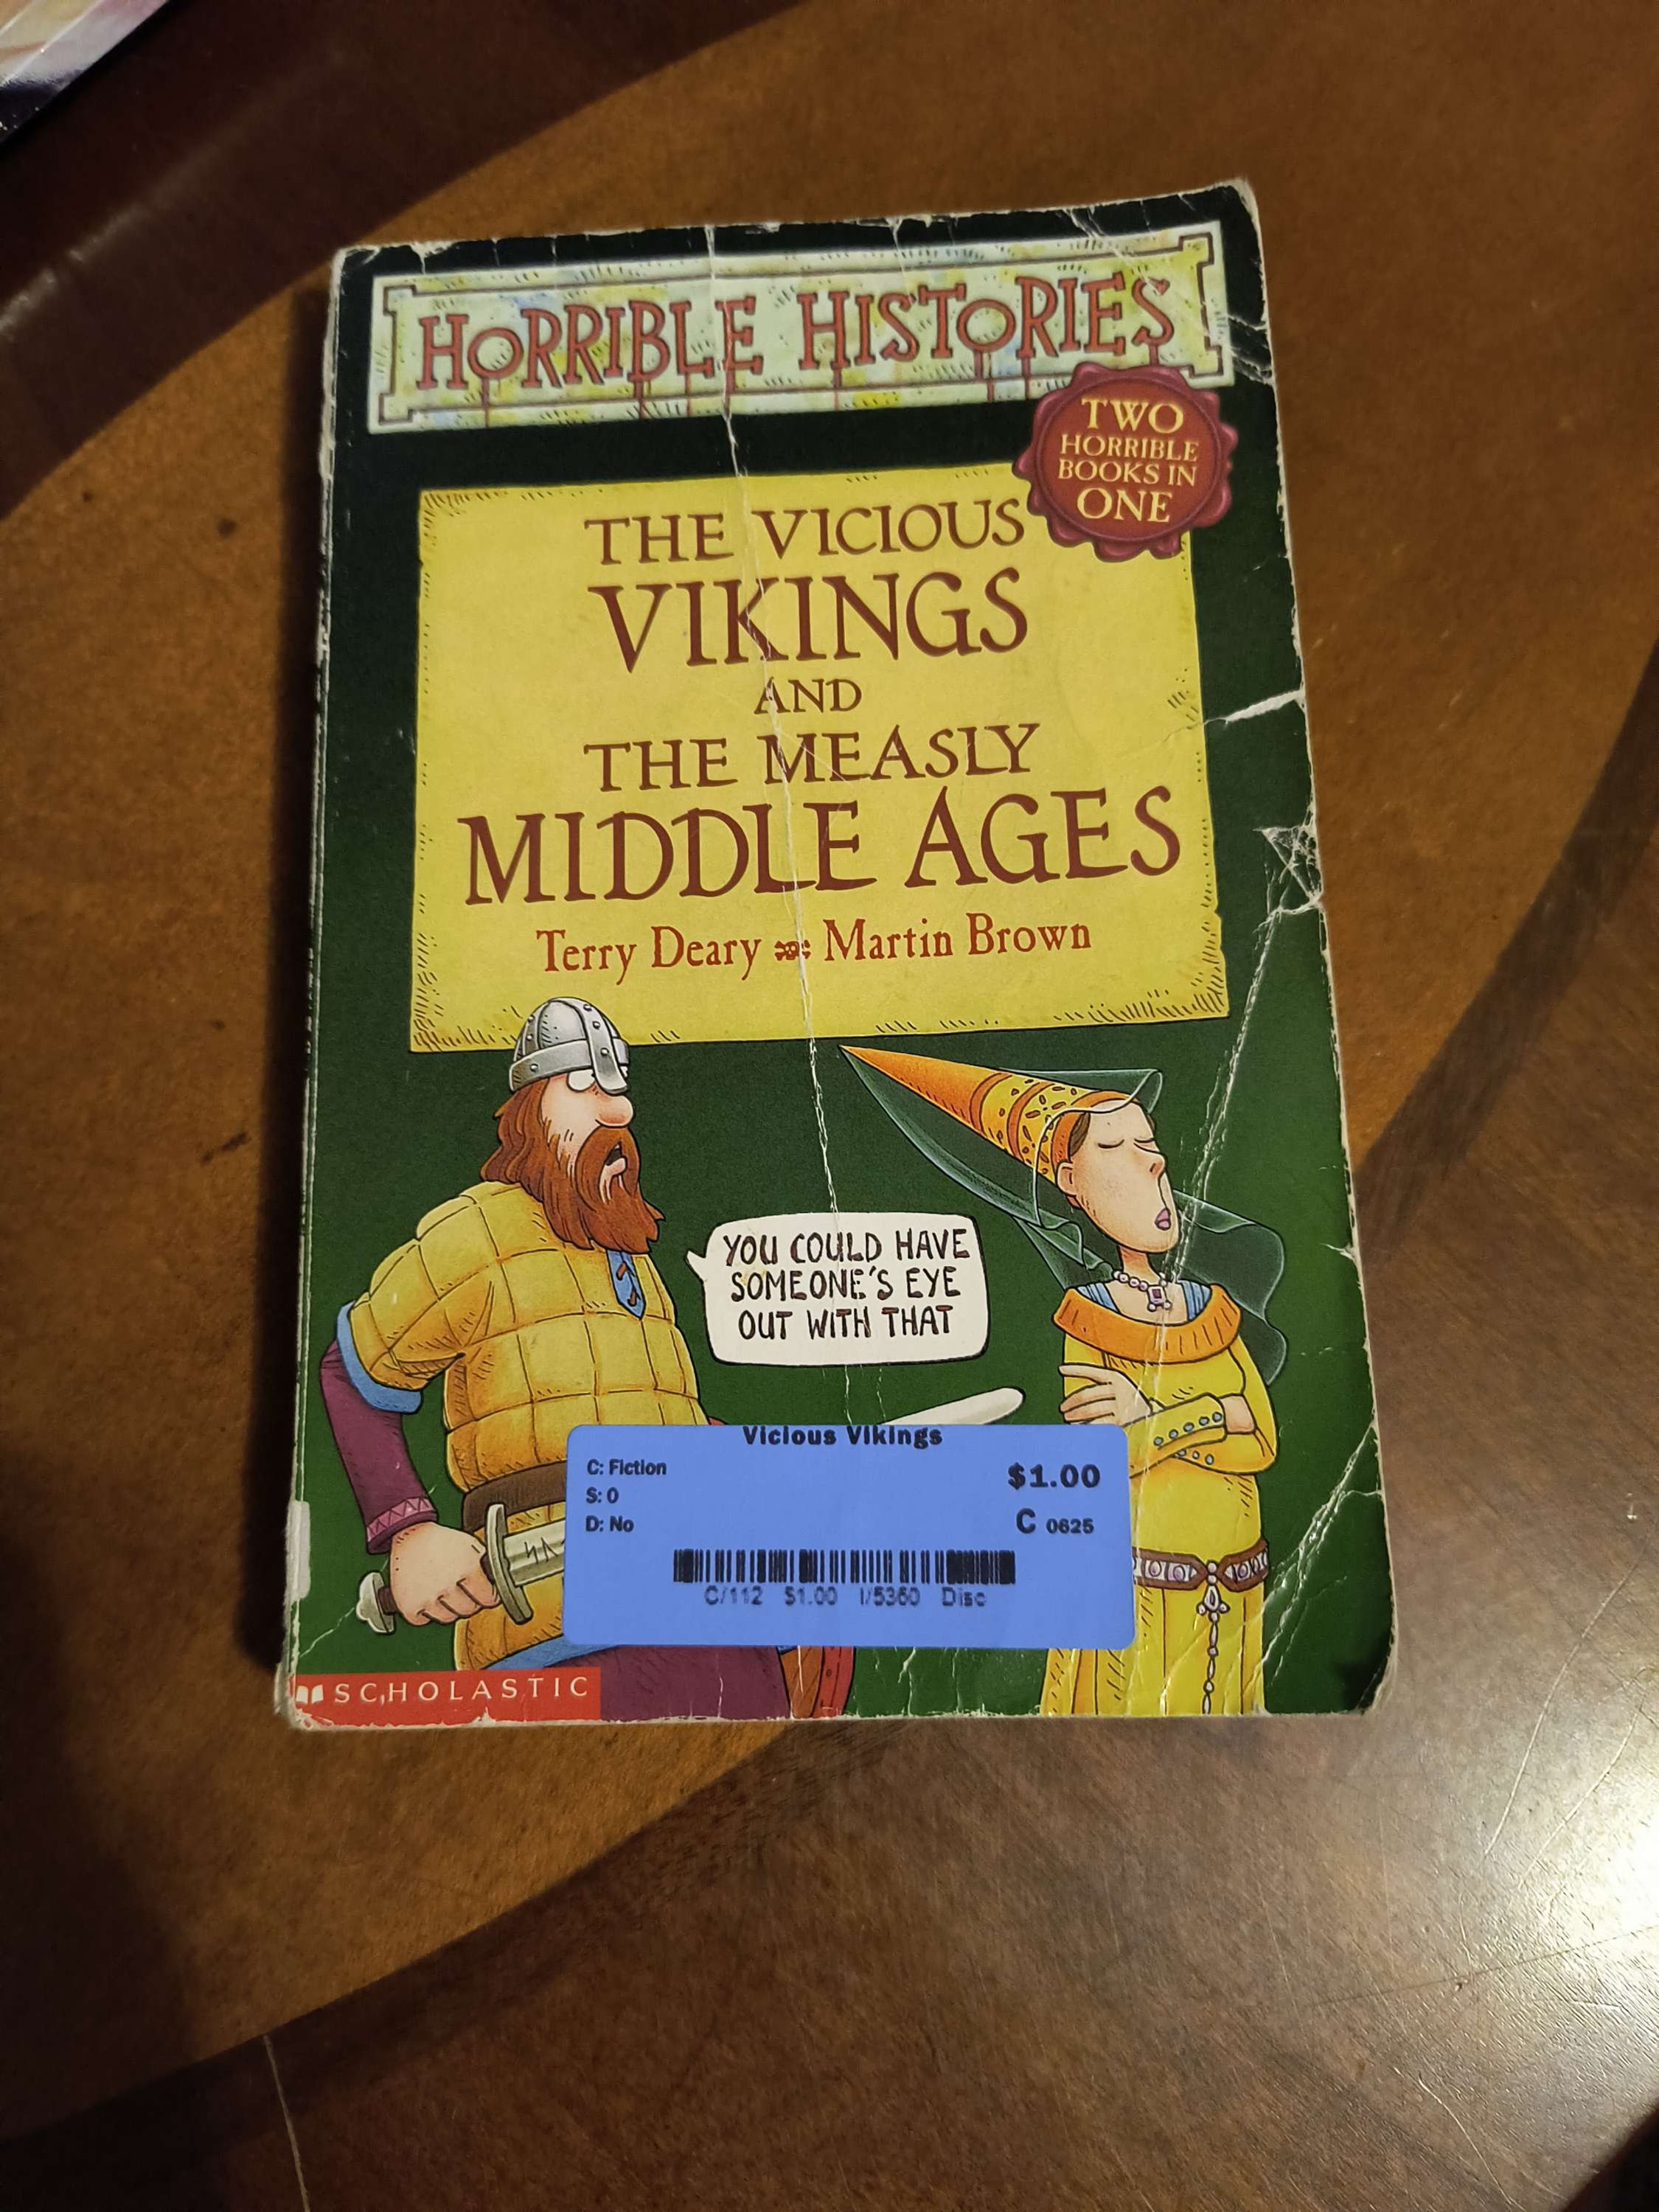 HORRIBLE HISTORIES
TWO
HORRIBLE
BOOKS IN
ONE
THE VICIOUS
VIKINGS
AND
THE MEASLY
MIDDLE AGES
Terry Deary Martin Brown
YOU COULD HAVE
SOMEONE'S EYE
OUT WITH THAT
Vicious Vikings
C: Fiction
$1.00
S: 0
D: No
C 0625
C/112 $1.00 I/5360 Disc
SCHOLASTIC